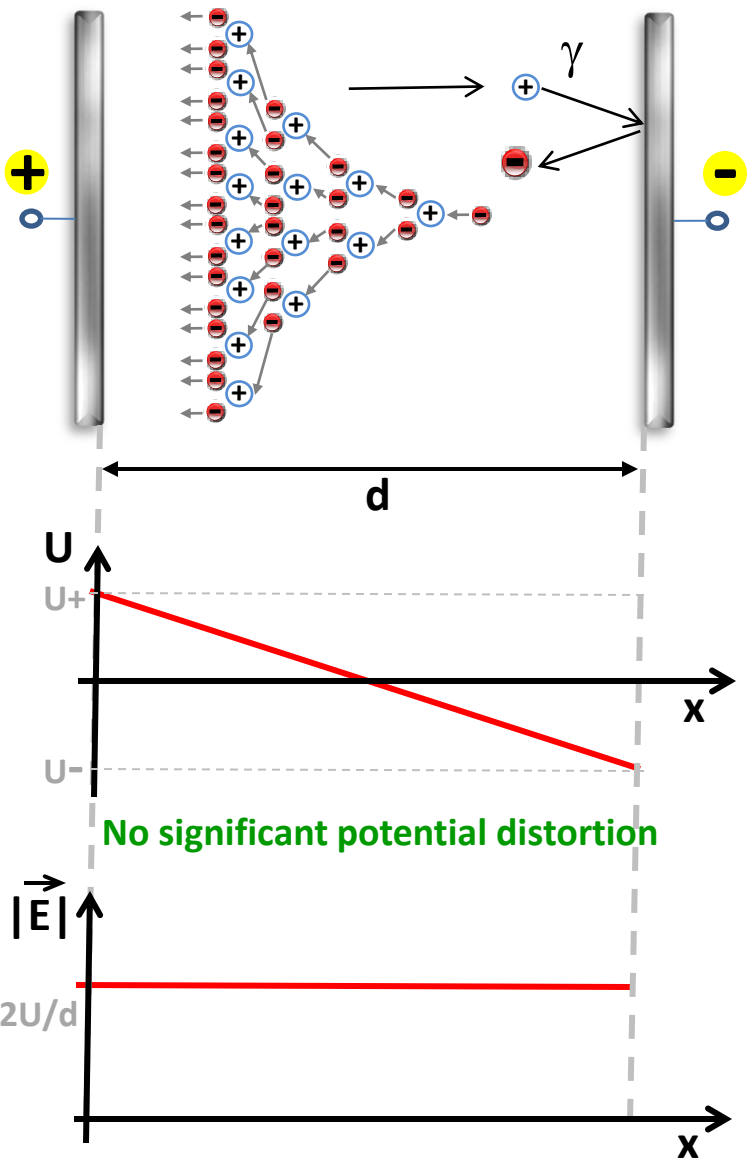 γ
+
-
d
U
U+
x
U-
No significant potential distortion
|E|
2U/d
x